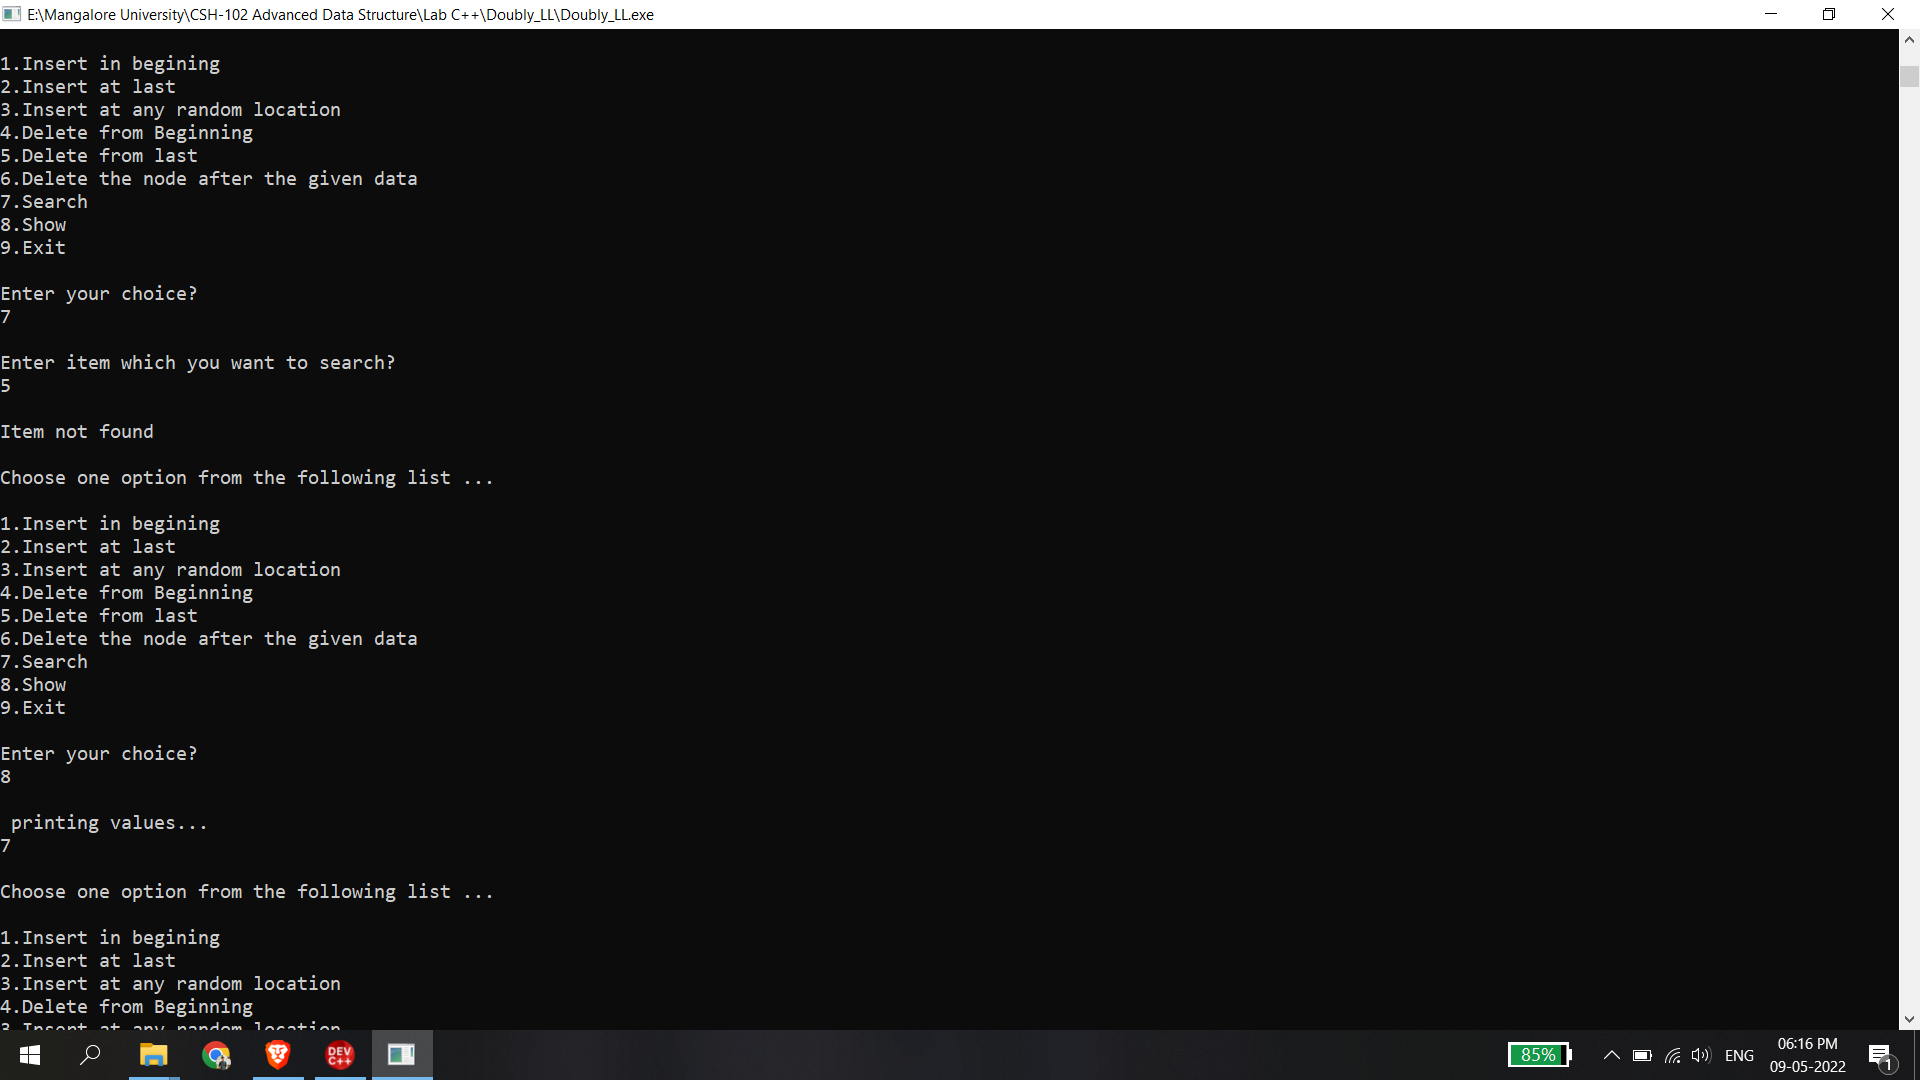 E:\Mangalore University\CSH-102 Advanced Data Structure\Lab C++\Doubly_LL\Doubly_LL.exe
1.Insert in begining
2.Insert at last
3.Insert at any random location
4.Delete from Beginning
5.Delete from last
6.Delete the node after the given data
7.Search
8.Show
9.Exit
Enter your choice?
7
Enter item which you want to search?
5
Item not found
Choose one option from the following list ...
1.Insert in begining
2.Insert at last
3.Insert at any random location
4.Delete from Beginning
5.Delete from last
6.Delete the node after the given data
7.Search
8.Show
9.Exit
Enter your choice?
8
printing values...
7
Choose one option from the following list ...
1.Insert in begining
2.Insert at last
3.Insert at any random location
4.Delete from Beginning
3.Insert at any random location
DEV
C++
85%
ENG
06:16 PM
09-05-2022
1